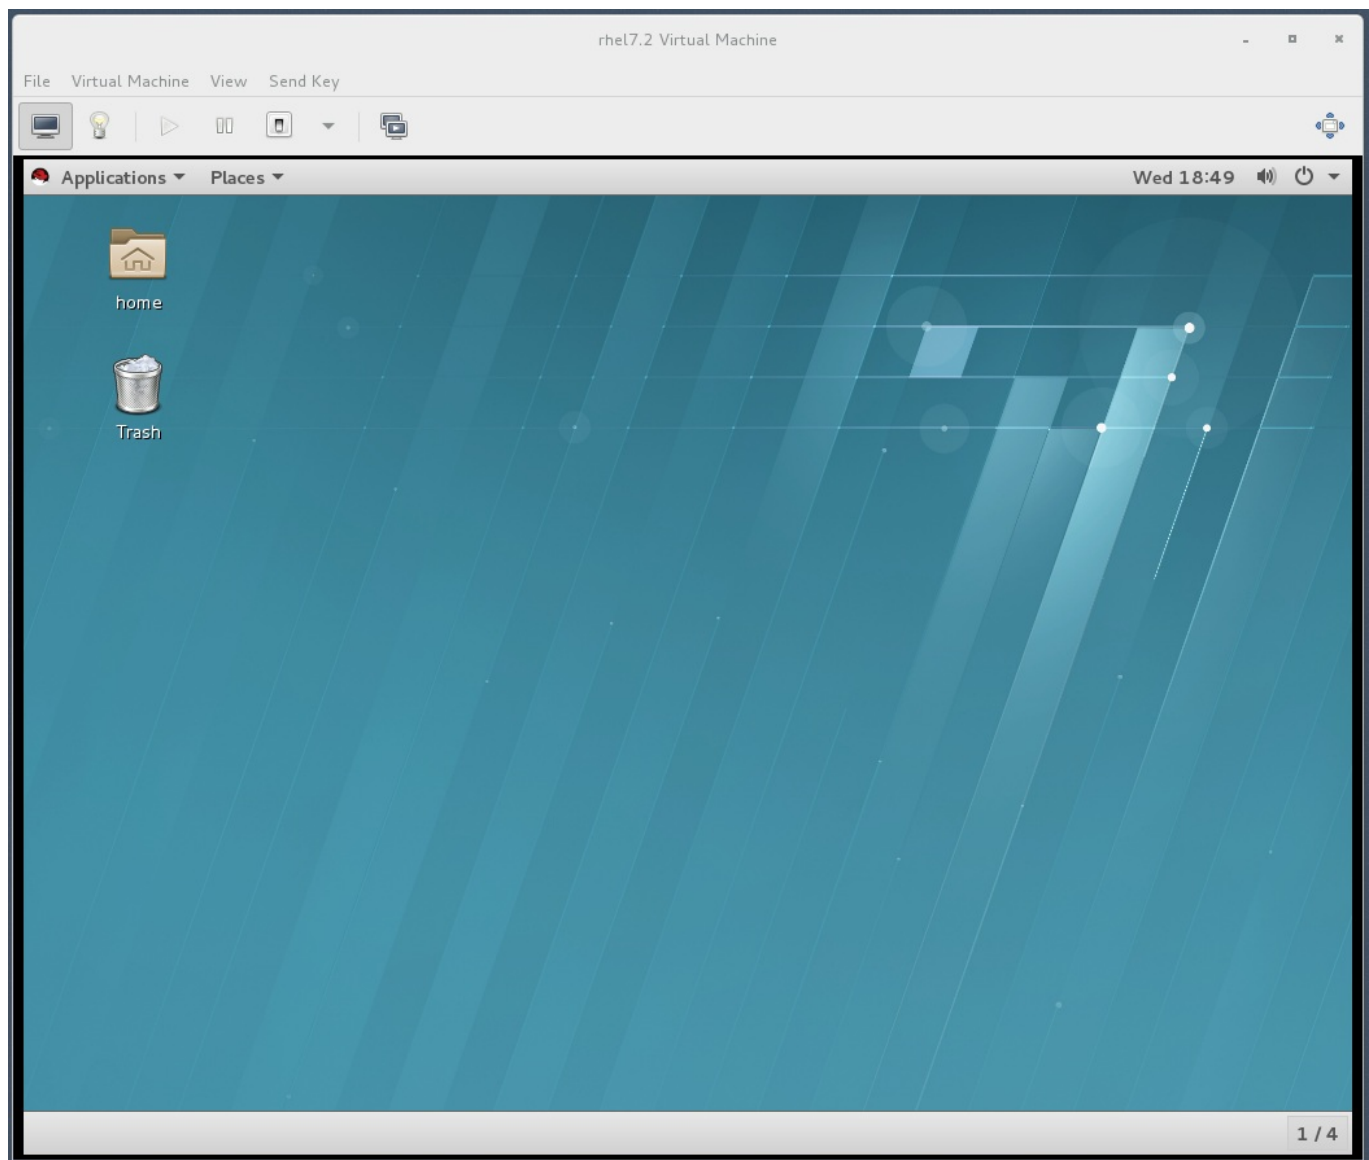 rhel7.2 Virtual Machine
File Virtual Machine View Send Key
Applications Places Wed 18:49
home
Trash
1 / 4